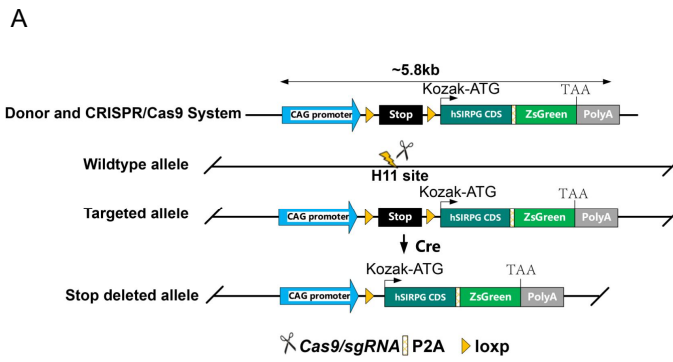 A
~5.8kb
Kozak-ATG TAA
Donor and CRISPR/Cas9 System CAG promoter Stop hSIRPG CDS ZsGreen PolyA
Wildtype allele
H11 site
Kozak-ATG TAA
Targeted allele CAG promoter Stop hSIRPG CDS ZsGreen PolyA
Cre
Kozak-ATG TAA
Stop deleted allele CAG promoter hSIRPG CDS ZsGreen PolyA
Cas9/sgRNA P2A loxp